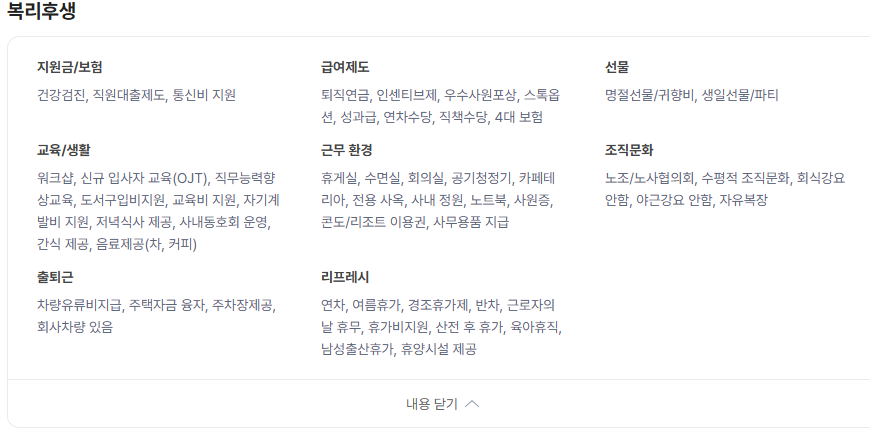 복리후생
지원금/보험
건강검진, 직원대출제도, 통신비 지원
급여제도
퇴직연금, 인센티브제, 우수사원포상, 스톡옵
션, 성과급, 연차수당, 직책수당, 4대 보험
선물
명절선물/귀향비, 생일선물/파티
교육/생활
워크샵, 신규 입사자 교육(OJT), 직무능력향
상교육, 도서구입비지원, 교육비 지원, 자기계
발비 지원, 저녁식사 제공, 사내동호회 운영,
간식 제공, 음료제공(차, 커피)
근무 환경
휴게실, 수면실, 회의실, 공기청정기, 카페테
리아, 전용 사옥, 사내 정원, 노트북, 사원증,
콘도/리조트 이용권, 사무용품 지급
조직문화
노조/노사협의회, 수평적 조직문화, 회식강요
안함, 야근강요 안함, 자유복장
출퇴근
차량유류비지급, 주택자금 융자, 주차장제공,
회사차량 있음
리프레시
연차, 여름휴가, 경조휴가제, 반차, 근로자의
날 휴무, 휴가비지원, 산전 후 휴가, 육아휴직,
남성출산휴가, 휴양시설 제공
내용 닫기